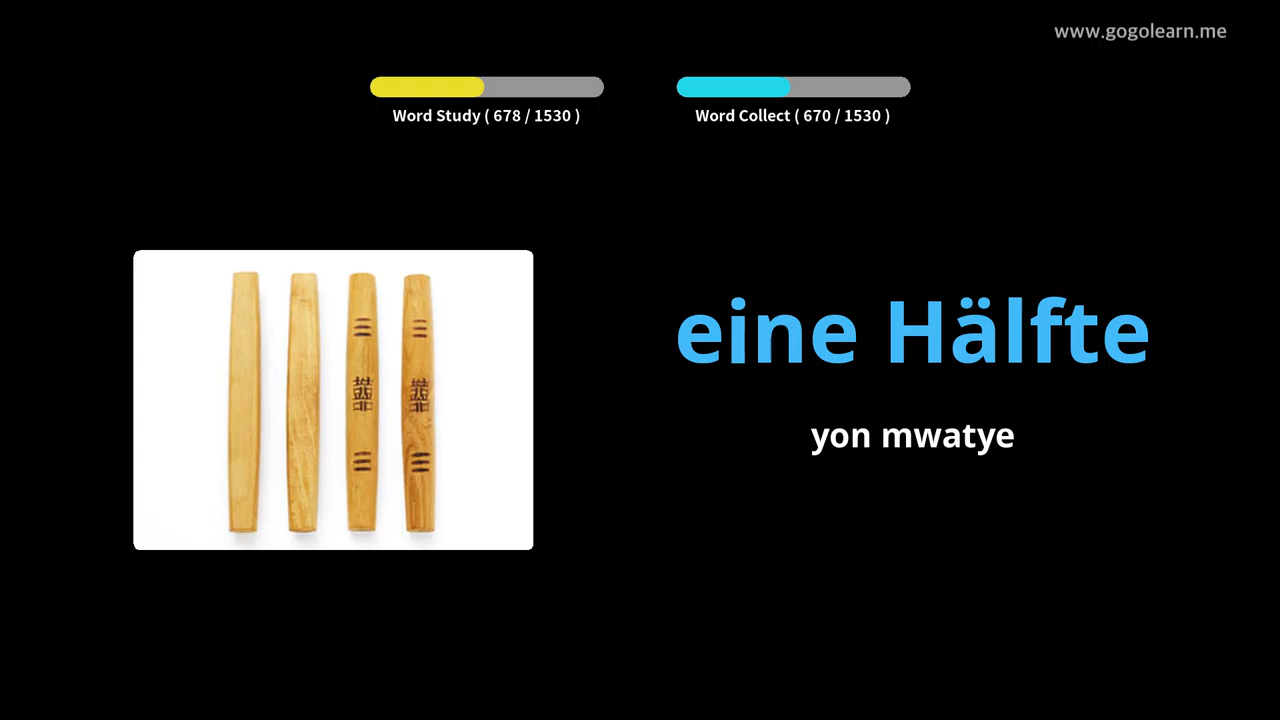 www.gogolearn.me
Word Study ( 678 / 1530 )
Word Collect ( 670 / 1530 )
eine Hälfte
yon mwatye